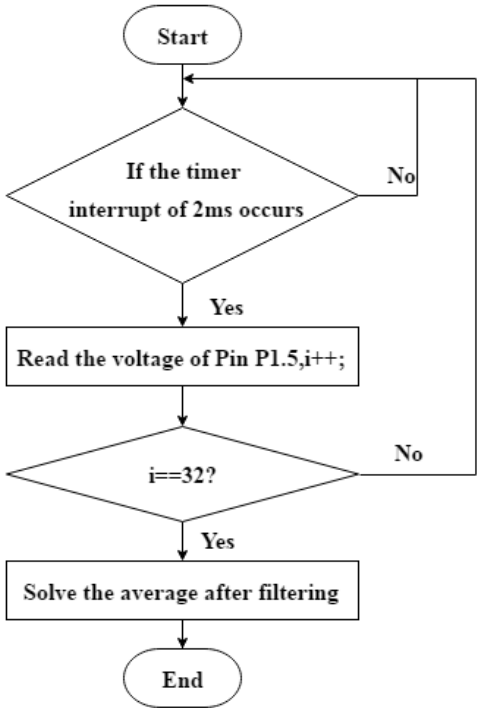 Start
If the timer
No
interrupt of 2ms occurs
Yes
Read the voltage of Pin P1.5,i++;
No
i==32?
Yes
Solve the average after filtering
End